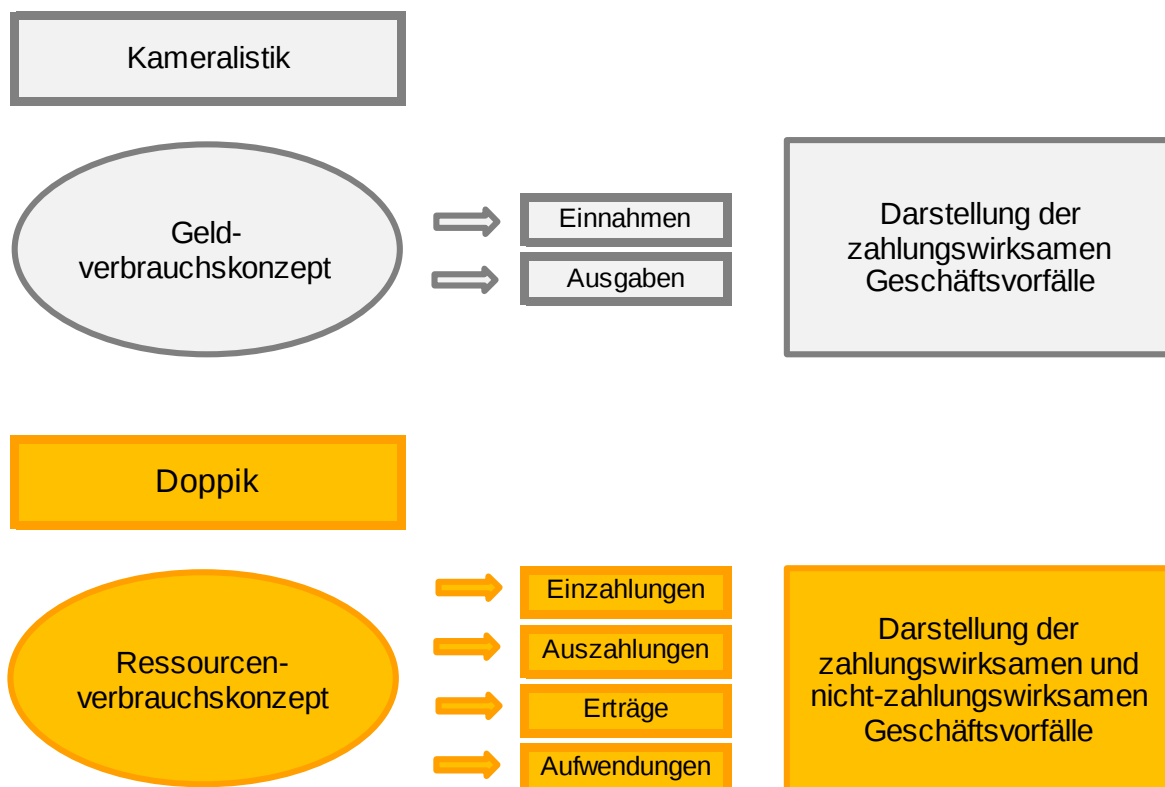 Kameralistik
Geld-
verbrauchskonzept
Einnahmen
Ausgaben
Darstellung der
zahlungswirksamen
Geschäftsvorfälle
Doppik
Ressourcen-
verbrauchskonzept
Einzahlungen
Auszahlungen
Erträge
Aufwendungen
Darstellung der
zahlungswirksamen und
nicht-zahlungswirksamen
Geschäftsvorfälle